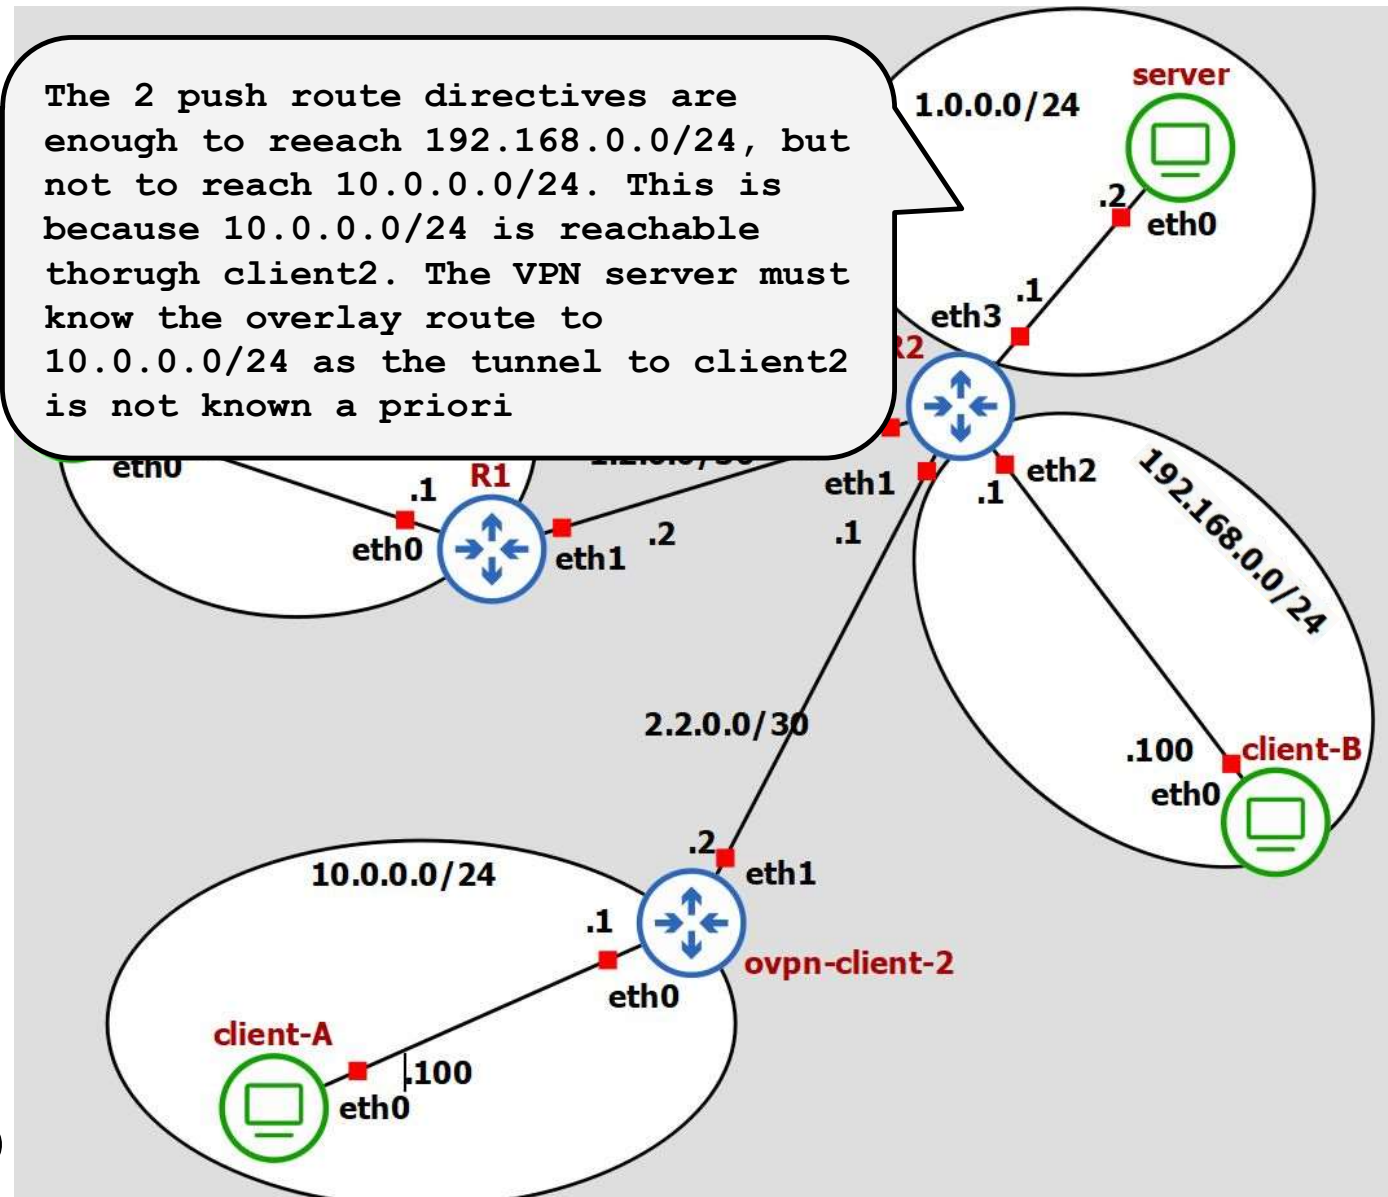 The 2 push route directives are
enough to reeach 192.168.0.0/24, but
not to reach 10.0.0.0/24. This is
because 10.0.0.0/24 is reachable
thorugh client2. The VPN server must
know the overlay route to
10.0.0.0/24 as the tunnel to client2
is not known a priori
server
1.0.0.0/24
.2
eth0
.1
eth3
R2
eth0
R1
.1
eth0
eth1
.2
eth1
.1
eth2
.1
192.168.0.0/24
2.2.0.0/30
.100
client-B
eth0
.2
eth1
10.0.0.0/24
.1
ovpn-client-2
eth0
client-A
.100
eth0